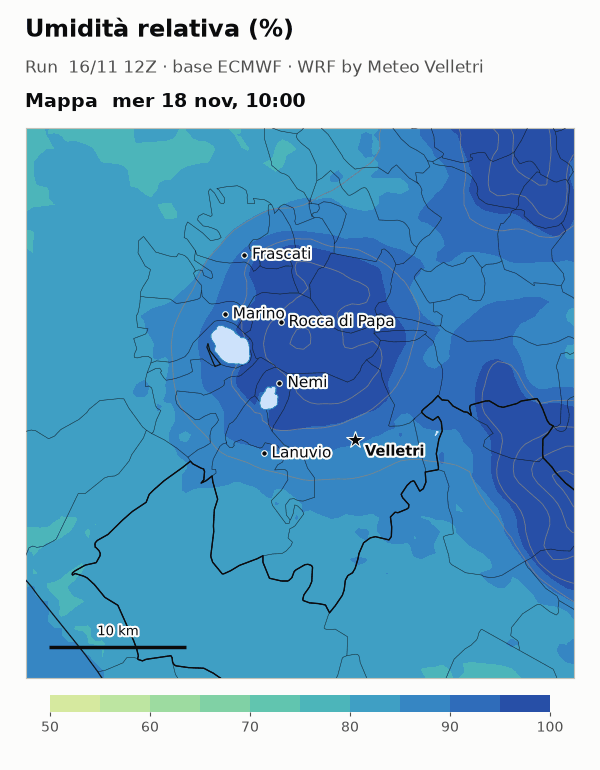 Umidità relativa (%)
Run  16/11 12Z · base ECMWF · WRF by Meteo Velletri
Mappa  mer 18 nov, 10:00
Frascati
Marino
Rocca di Papa
Nemi
Velletri
Lanuvio
10 km
50 60 70 80 90 100